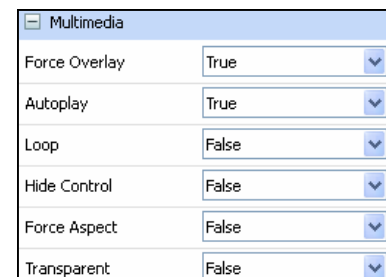 Multimedia
Force Overlay True
Autoplay True
Loop False
Hide Control False
Force Aspect False
Transparent False